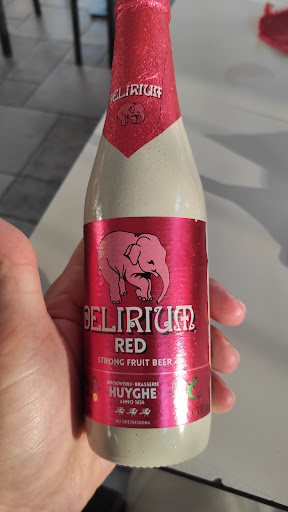 DELIRIUM
DELIRIUM
RED
STRONG FRUIT BEER
BROUWERIJ·BRASSERIE
HUYGHE
ANNO 1654